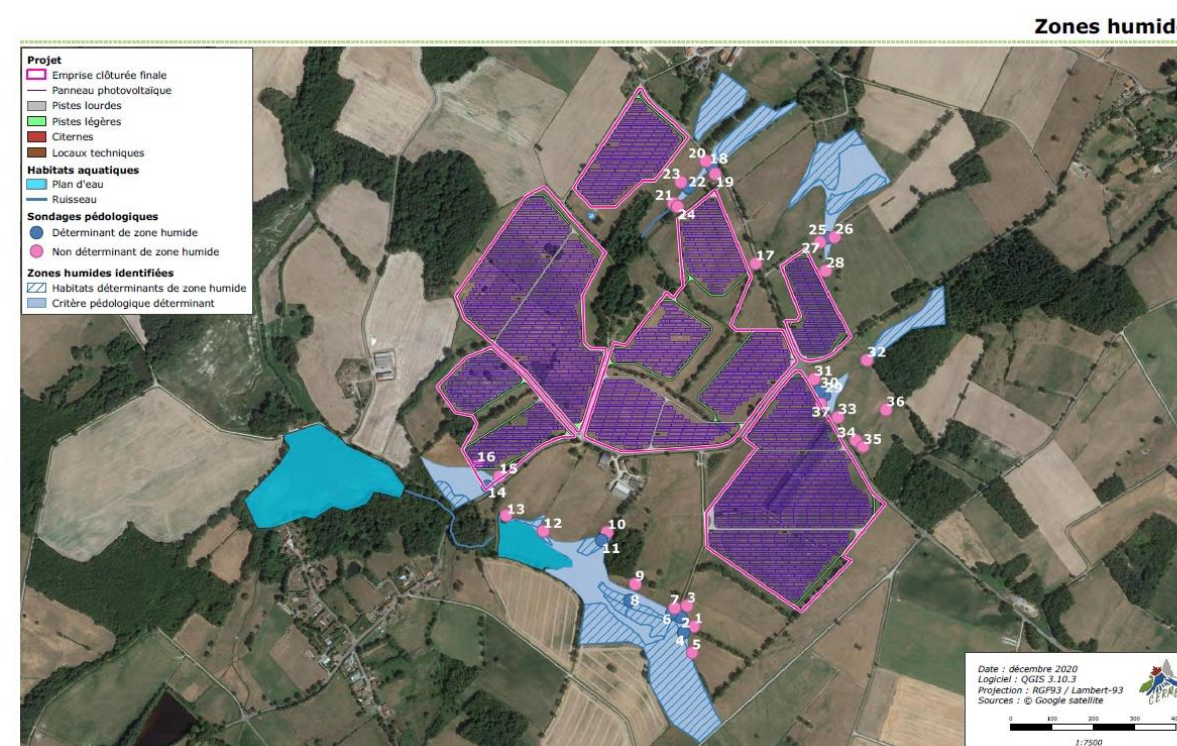 Zones humide
Projet
Emprise clôturée finale
Panneau photovoltaïque
Pistes lourdes
Pistes légères
Citernes
Locaux techniques
Habitats aquatiques
Plan d'eau
Ruisseau
Sondages pédologiques
Déterminant de zone humide
Non déterminant de zone humide
Zones humides identifiées
Habitats déterminants de zone humide
Critère pédologique déterminant
20
18
23
22
19
21
24
25
26
27
17
28
32
31
30
29
36
37
33
34
35
16
15
14
13
12
10
11
9
8
7
3
6
2
1
4
5
Date : décembre 2020
Logiciel : QGIS 3.10.3
Projection : RGF93 / Lambert-93
Sources : © Google satellite
0 100 200 300 40
1:7500